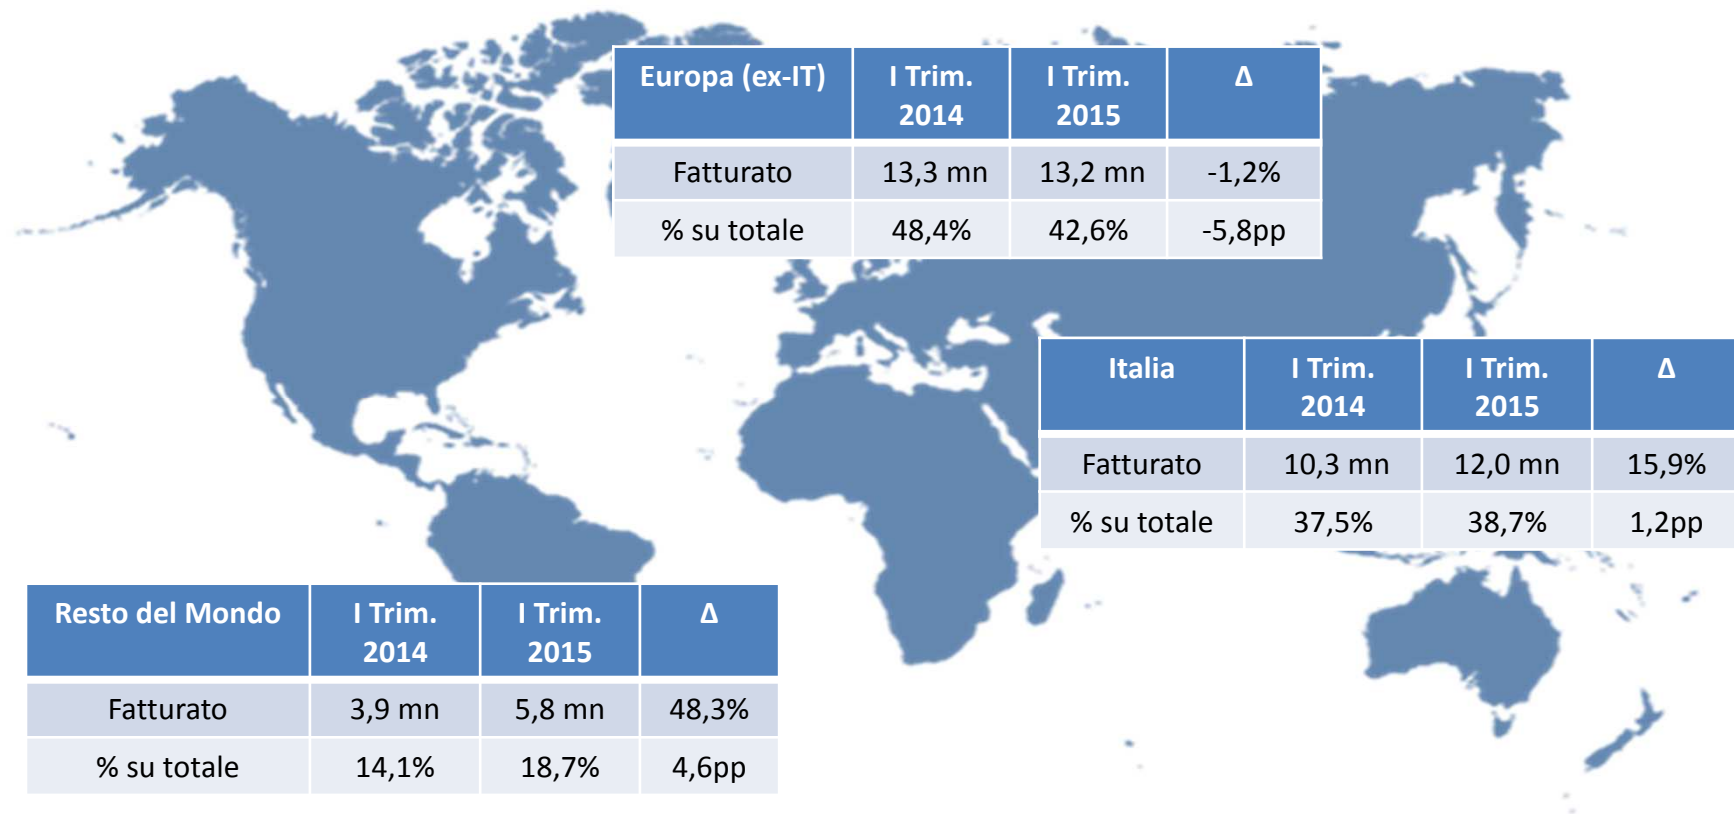 Europa (ex-IT) I Trim. 2014 I Trim. 2015 Δ
Fatturato 13,3 mn 13,2 mn -1,2%
% su totale 48,4% 42,6% -5,8pp
Italia I Trim. 2014 I Trim. 2015 Δ
Fatturato 10,3 mn 12,0 mn 15,9%
% su totale 37,5% 38,7% 1,2pp
Resto del Mondo I Trim. 2014 I Trim. 2015 Δ
Fatturato 3,9 mn 5,8 mn 48,3%
% su totale 14,1% 18,7% 4,6pp